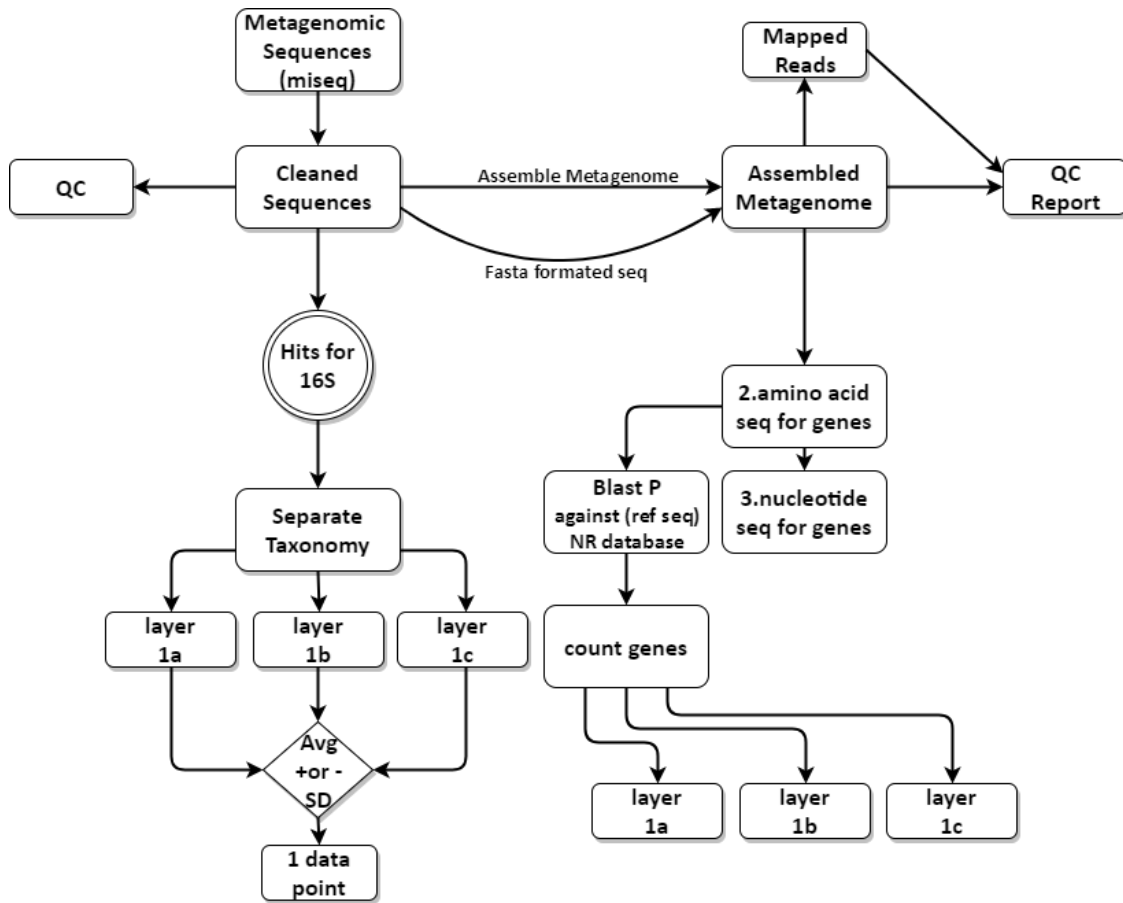 Metagenomic
Sequences
(miseq)
Mapped
Reads
QC
Cleaned
Sequences
Assemble Metagenome
Fasta formated seq
Assembled
Metagenome
QC
Report
Hits for
16S
2.amino acid
seq for genes
Blast P
against (ref seq)
NR database
3.nucleotide
seq for genes
Separate
Taxonomy
layer
1a
layer
1b
layer
1c
count genes
Avg
+or -
SD
layer
1a
layer
1b
layer
1c
1 data
point